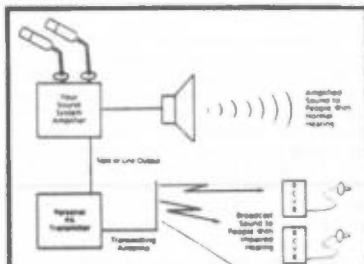 Your
Sound
System
Amplifier
Amplified
Sound to
People With
Normal
Hearing
Tape or Line Output
Personal
PA
Transmitter
Transmitting
Antenna
Broadcast
Sound to
People With
Impaired
Hearing
R
C
V
R
R
C
V
R